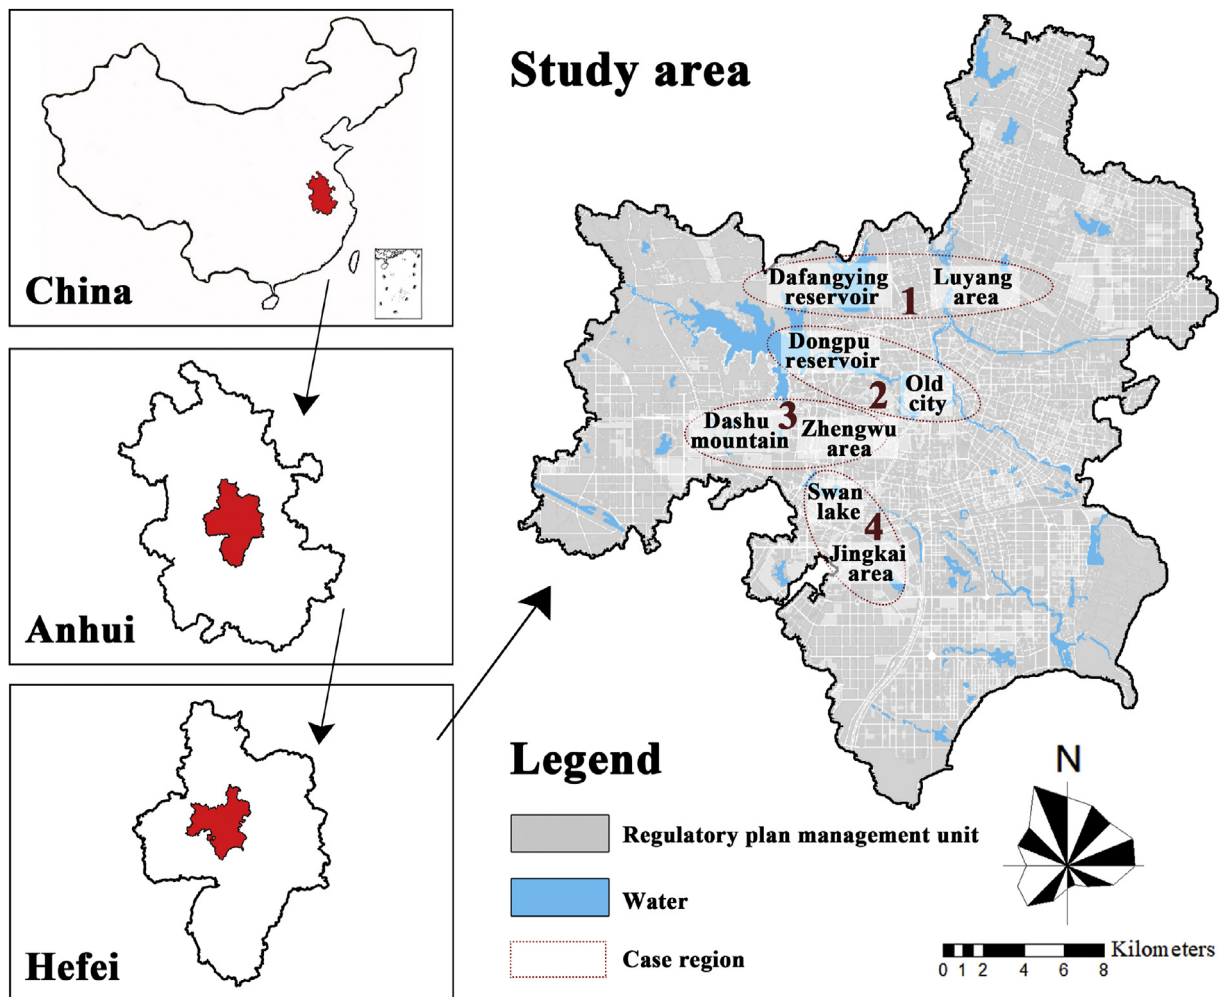 China
Anhui
Hefei
Study area
Dafangying
reservoir
1
Luyang
area
Dongpu
reservoir
2
Old
city
3
Dashu
mountain
Zhengwu
area
Swan
lake
4
Jingkai
area
Legend
Regulatory plan management unit
Water
Case region
N
Kilometers
0 1 2 4 6 8